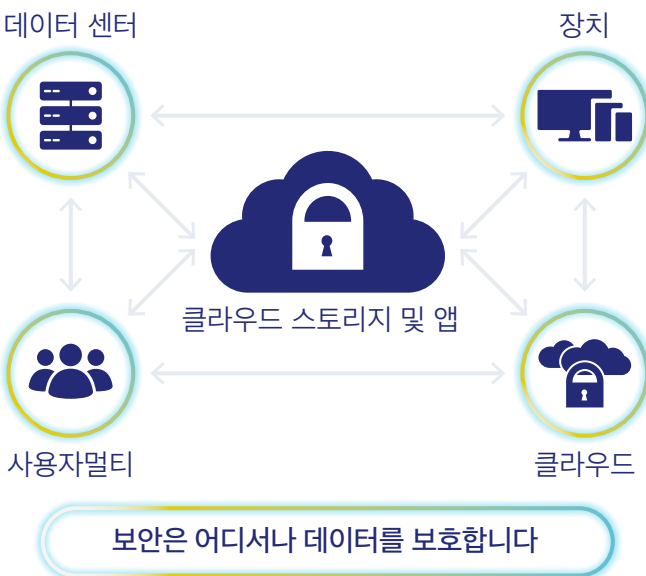 데이터 센터
장치
클라우드 스토리지 및 앱
사용자멀티
클라우드
보안은 어디서나 데이터를 보호합니다